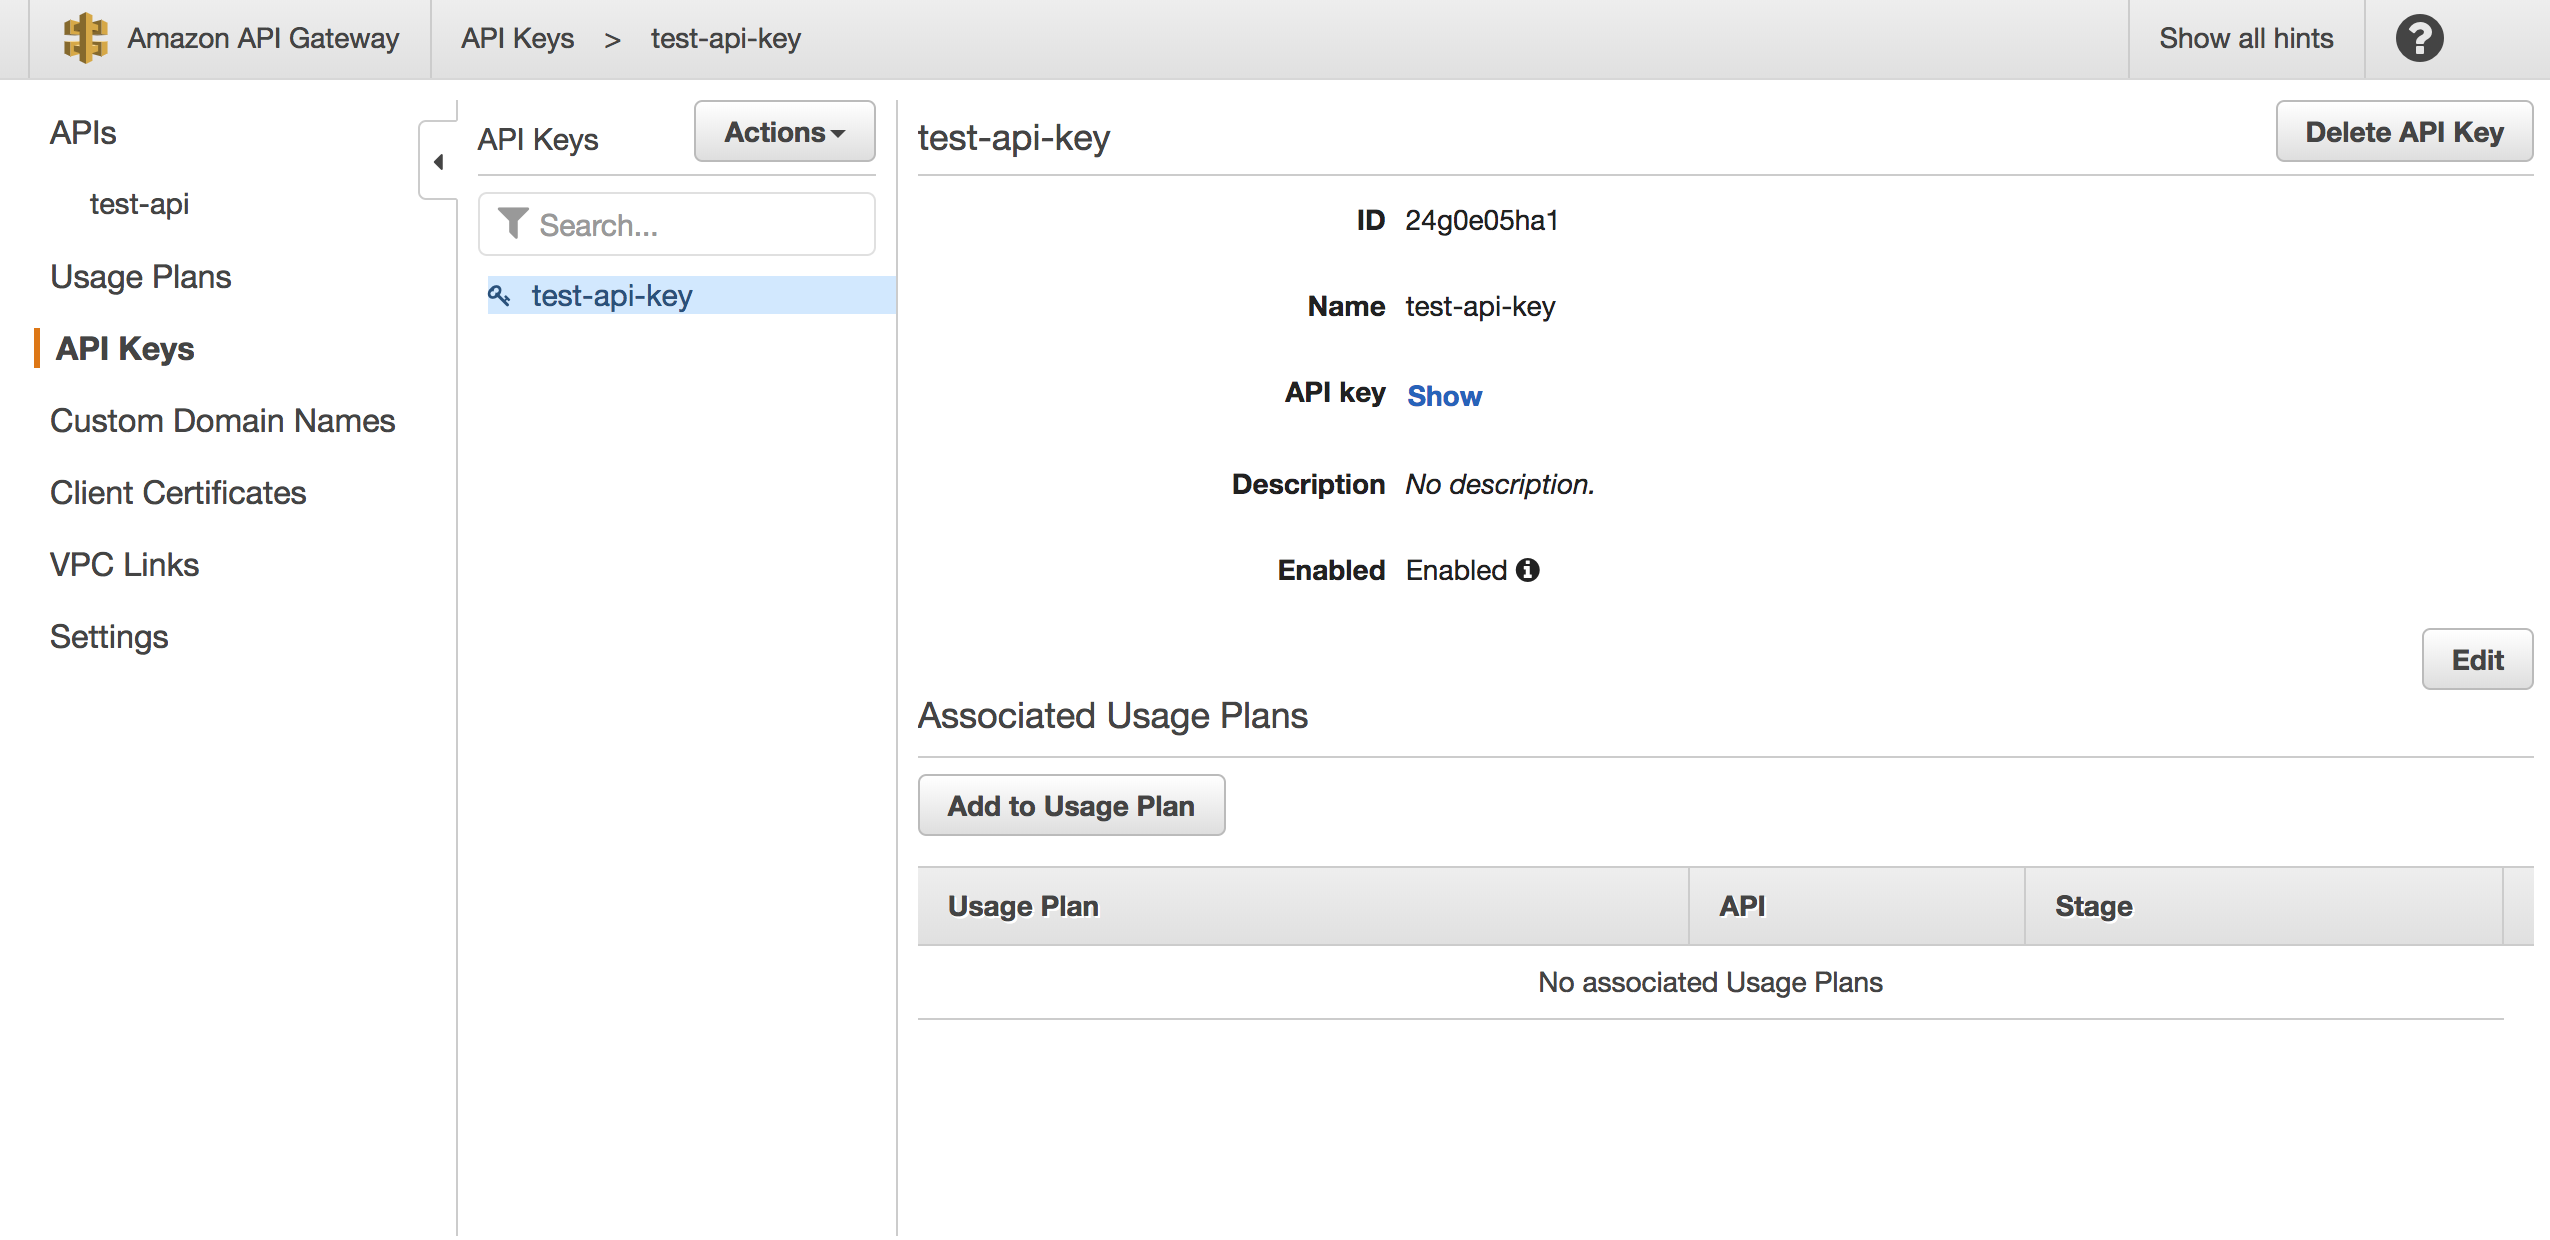 Amazon API Gateway
API Keys > test-api-key
Show all hints
?
APIs
test-api
Usage Plans
API Keys
Custom Domain Names
Client Certificates
VPC Links
Settings
API Keys
Actions
Search...
test-api-key
test-api-key
Delete API Key
ID 24g0e05ha1
Name test-api-key
API key Show
Description No description.
Enabled Enabled
Edit
Associated Usage Plans
Add to Usage Plan
Usage Plan API Stage
No associated Usage Plans